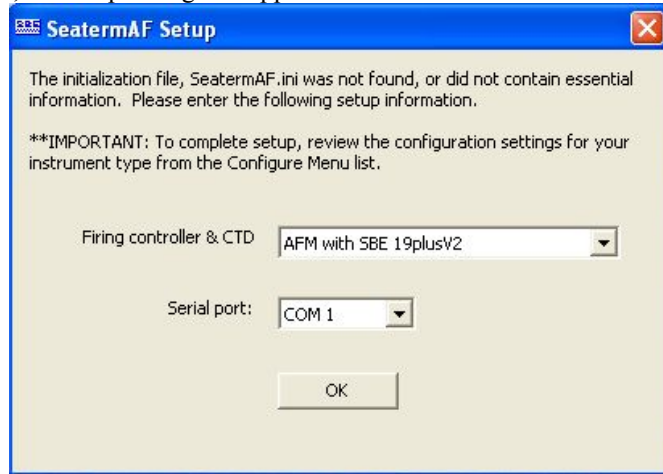 SeatermAF Setup
The initialization file, SeatermAF.ini was not found, or did not contain essential
information. Please enter the following setup information.
**IMPORTANT: To complete setup, review the configuration settings for your
instrument type from the Configure Menu list.
Firing controller & CTD AFM with SBE 19plusV2
Serial port: COM 1
OK